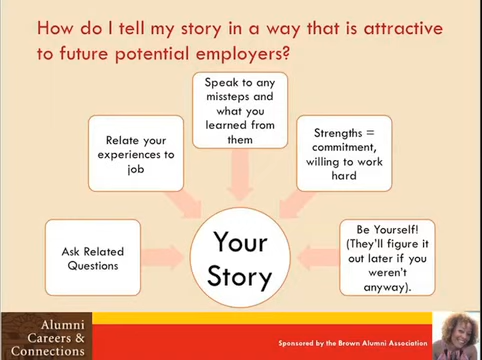 How do I tell my story in a way that is attractive
to future potential employers?
Speak to any
missteps and
what you
learned from
them
Relate your
experiences to
job
Strengths =
commitment,
willing to work
hard
Ask Related
Questions
Your
Story
Be Yourself!
(They'll figure it
out later if you
weren't
anyway).
Alumni
Careers &
Connections
Sponsored by the Brown Alumni Association